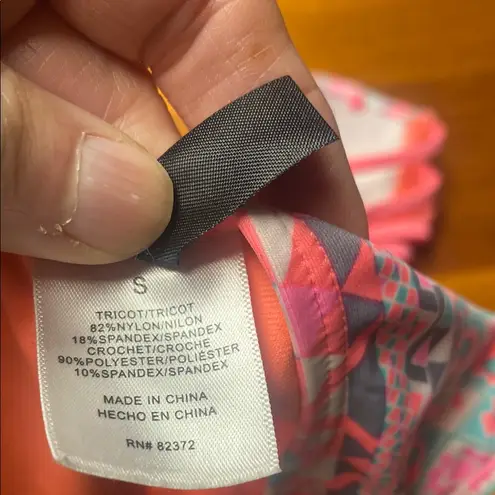 S
TRICOT/TRICOT
82%NYLON/NILON
18%SPANDEX/SPANDEX
CROCHET/CROCHE
90%POLYESTER/POLIÉSTER
10%SPANDEX/SPANDEX
MADE IN CHINA
HECHO EN CHINA
RN# 82372